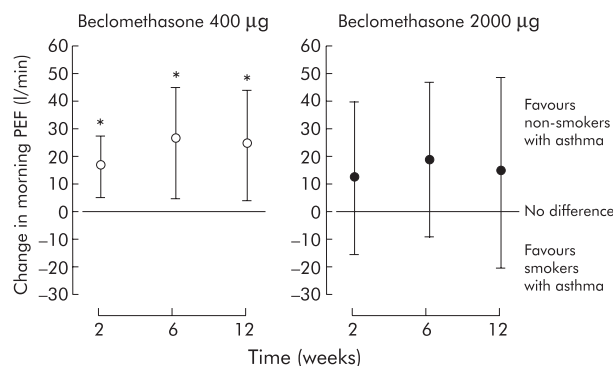 Beclomethasone 400 µg
Beclomethasone 2000 µg
Change in morning PEF (l/min)
60
50
40
30
20
10
0
–10
–20
–30
*
*
*
2
6
12
60
50
40
30
20
10
0
–10
–20
–30
2
6
12
Favours
non-smokers
with asthma
No difference
Favours
smokers
with asthma
Time (weeks)